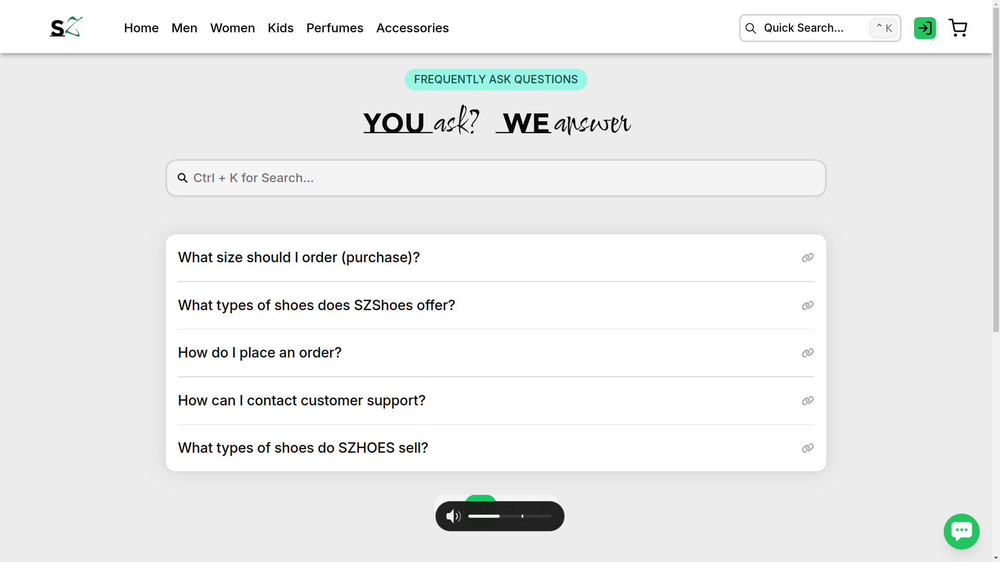 SZ
Home Men Women Kids Perfumes Accessories
Quick Search...
⌃ K
FREQUENTLY ASK QUESTIONS
YOU ask? WE answer
Ctrl + K for Search...
What size should I order (purchase)?
What types of shoes does SZShoes offer?
How do I place an order?
How can I contact customer support?
What types of shoes do SZHOES sell?
2